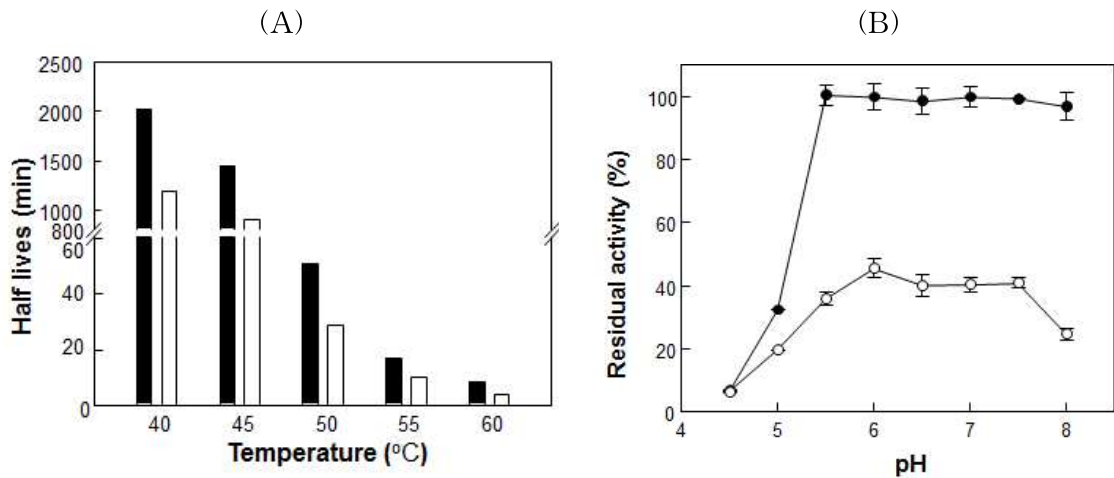 (A)
2500
2000
1500
1000
800
60
40
20
0
40 45 50 55 60
Temperature (°C)
Half lives (min)
(B)
100
80
60
40
20
0
4 5 6 7 8
pH
Residual activity (%)